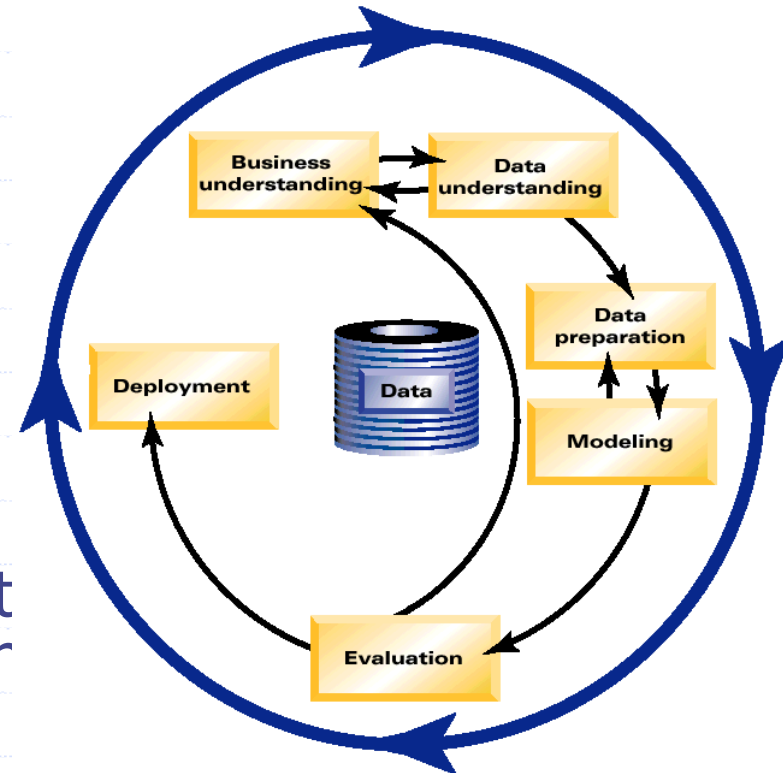 Business
understanding
Data
understanding
Data
preparation
Deployment
Data
Modeling
Evaluation